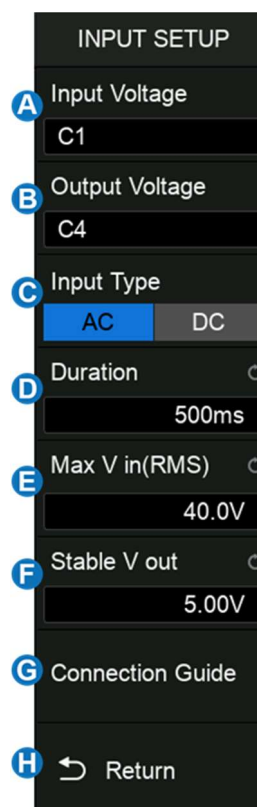 INPUT SETUP
A Input Voltage
C1
B Output Voltage
C4
C Input Type
AC DC
D Duration
500ms
E Max V in(RMS)
40.0V
F Stable V out
5.00V
G Connection Guide
H Return